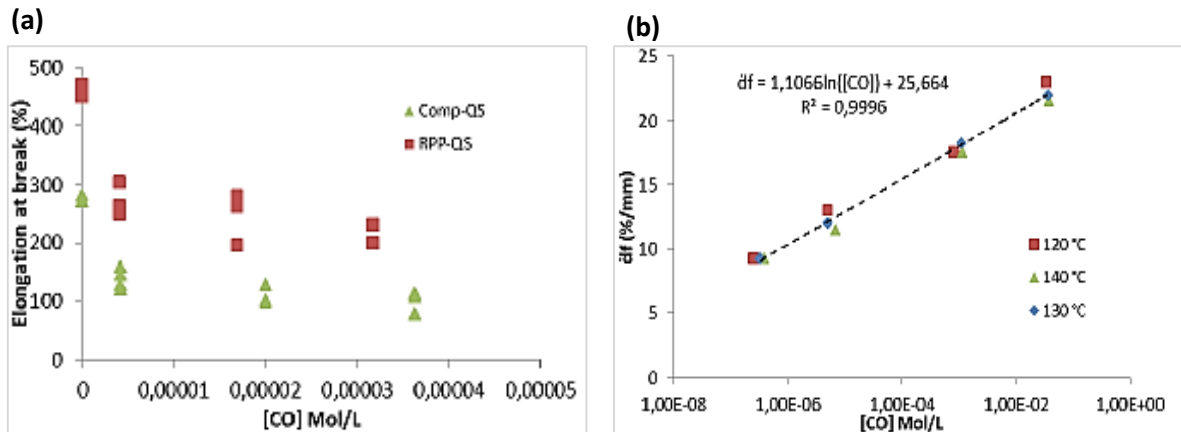 (a)
500
400
300
200
100
0
Elongation at break (%)
Comp-Q5
RPP-Q5
0
0,00001
0,00002
0,00003
0,00004
0,00005
[CO] Mol/L
(b)
25
20
15
10
5
0
df (%/mm)
df = 1,1066ln([CO]) + 25,664
R² = 0,9996
120 °C
140 °C
130 °C
1,00E-08
1,00E-06
1,00E-04
1,00E-02
1,00E+00
[CO] Mol/L